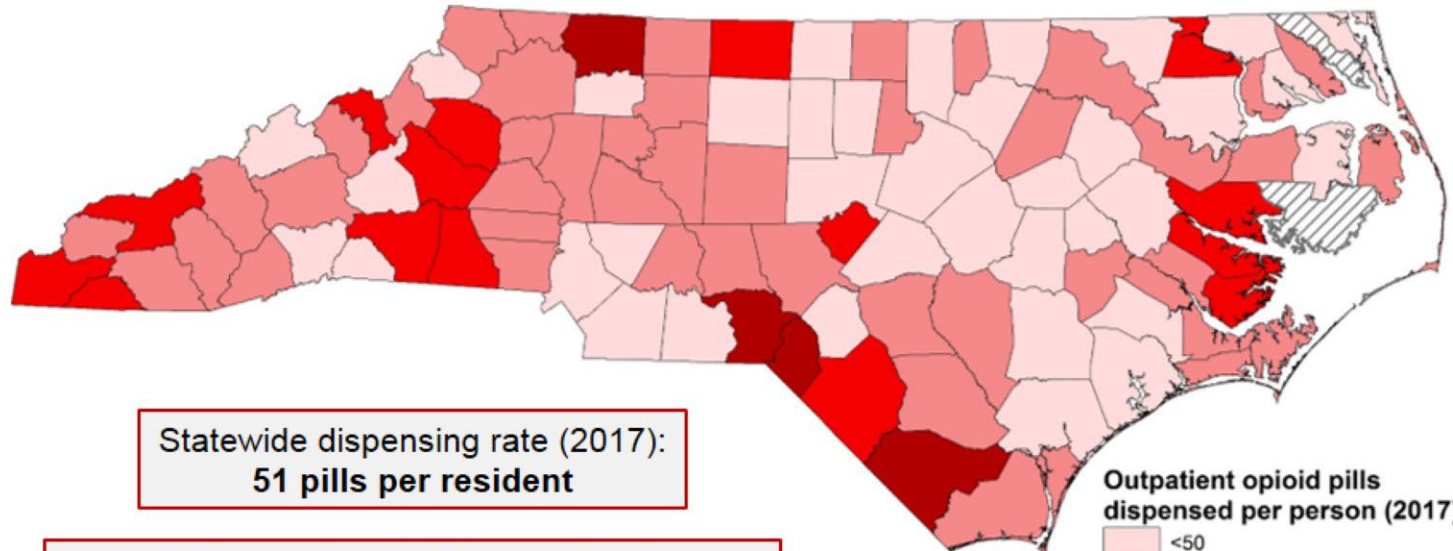 Statewide dispensing rate (2017):
51 pills per resident
Outpatient opioid pills
dispensed per person (2017)
<50